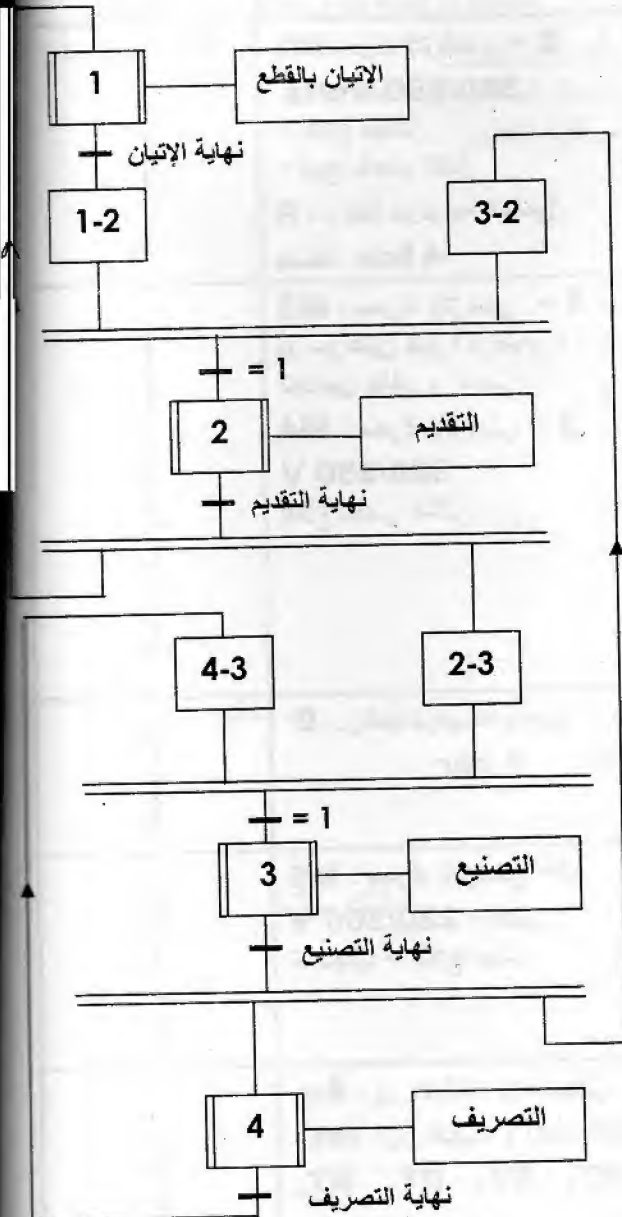 1
الإتيان بالقطع
نهاية الإتيان
1-2
3-2
= 1
2
التقديم
نهاية التقديم
4-3
2-3
= 1
3
التصنيع
نهاية التصنيع
4
التصريف
نهاية التصريف